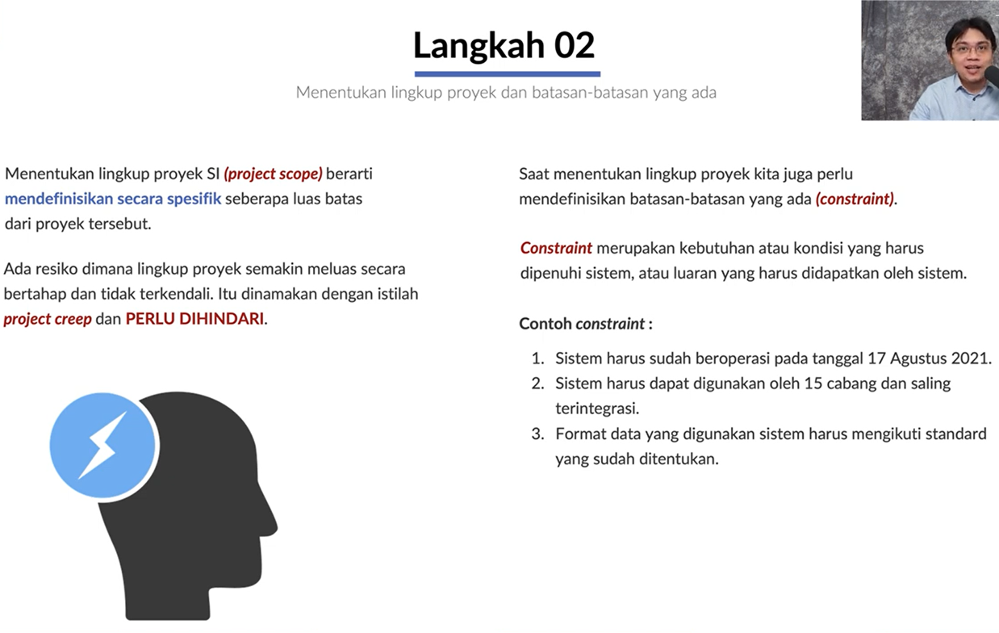 Langkah 02
Menentukan lingkup proyek dan batasan-batasan yang ada
Menentukan lingkup proyek SI (project scope) berarti
mendefinisikan secara spesifik seberapa luas batas
dari proyek tersebut.
Ada resiko dimana lingkup proyek semakin meluas secara
bertahap dan tidak terkendali. Itu dinamakan dengan istilah
project creep dan PERLU DIHINDARI.
Saat menentukan lingkup proyek kita juga perlu
mendefinisikan batasan-batasan yang ada (constraint).
Constraint merupakan kebutuhan atau kondisi yang harus
dipenuhi sistem, atau luaran yang harus didapatkan oleh sistem.
Contoh constraint :
1. Sistem harus sudah beroperasi pada tanggal 17 Agustus 2021.
2. Sistem harus dapat digunakan oleh 15 cabang dan saling
terintegrasi.
3. Format data yang digunakan sistem harus mengikuti standard
yang sudah ditentukan.